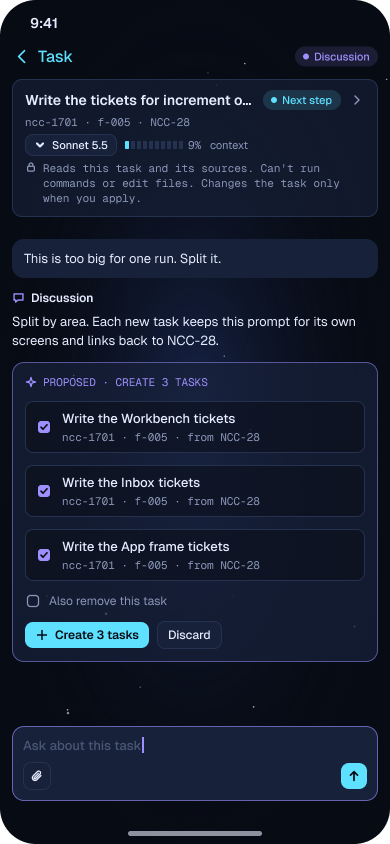 9:41
Task
Discussion
Write the tickets for increment o...
Next step
ncc-1701 · f-005 · NCC-28
Sonnet 5.5
9% context
Reads this task and its sources. Can't run
commands or edit files. Changes the task only
when you apply.
This is too big for one run. Split it.
Discussion
Split by area. Each new task keeps this prompt for its own
screens and links back to NCC-28.
PROPOSED · CREATE 3 TASKS
Write the Workbench tickets
ncc-1701 · f-005 · from NCC-28
Write the Inbox tickets
ncc-1701 · f-005 · from NCC-28
Write the App frame tickets
ncc-1701 · f-005 · from NCC-28
Also remove this task
Create 3 tasks
Discard
Ask about this task